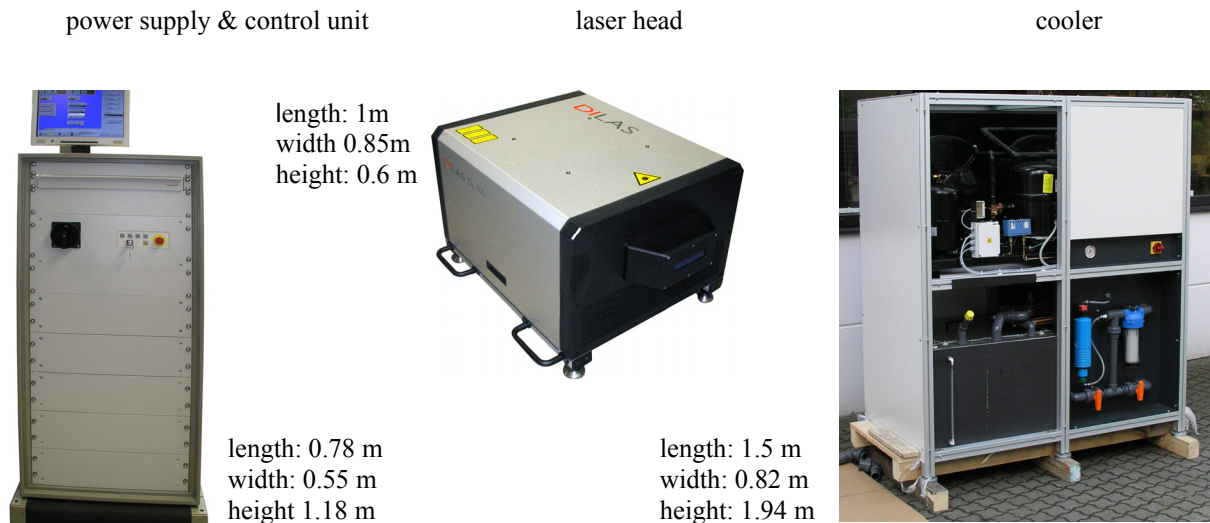 power supply & control unit
laser head
cooler
length: 1m
width 0.85m
height: 0.6 m
DILAS
DILAS
length: 0.78 m
width: 0.55 m
height 1.18 m
length: 1.5 m
width: 0.82 m
height: 1.94 m